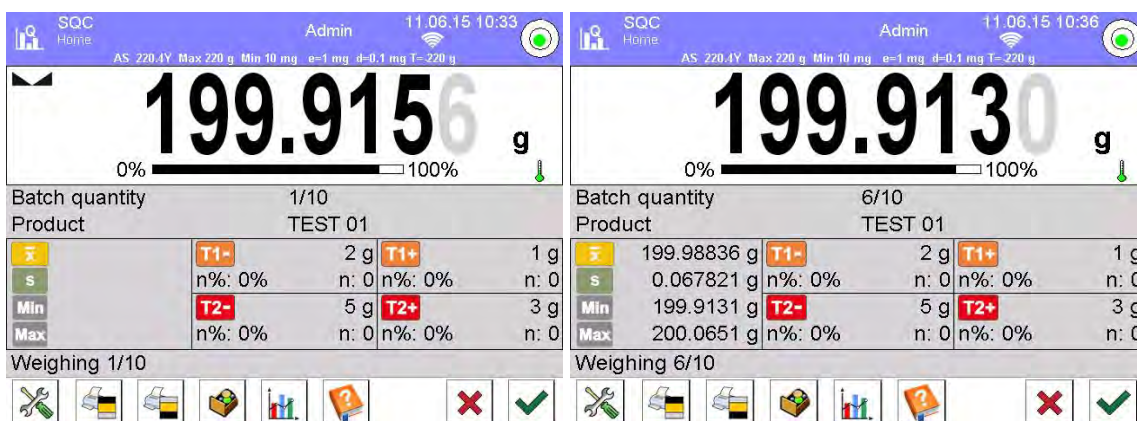 SQC
Home
Admin
11.06.15 10:33
AS 220.4Y Max 220 g Min 10 mg e=1 mg d=0.1 mg T=-220 g
199.9156 g
0% 100%
Batch quantity 1/10
Product TEST 01
x̅ T1- 2 g T1+ 1 g
s n%: 0% n: 0 n%: 0% n: 0
Min T2- 5 g T2+ 3 g
Max n%: 0% n: 0 n%: 0% n: 0
Weighing 1/10
?
SQC
Home
Admin
11.06.15 10:36
AS 220.4Y Max 220 g Min 10 mg e=1 mg d=0.1 mg T=-220 g
199.9130 g
0% 100%
Batch quantity 6/10
Product TEST 01
x̅ 199.98836 g T1- 2 g T1+ 1 g
s 0.067821 g n%: 0% n: 0 n%: 0% n: 0
Min 199.9131 g T2- 5 g T2+ 3 g
Max 200.0651 g n%: 0% n: 0 n%: 0% n: 0
Weighing 6/10
?